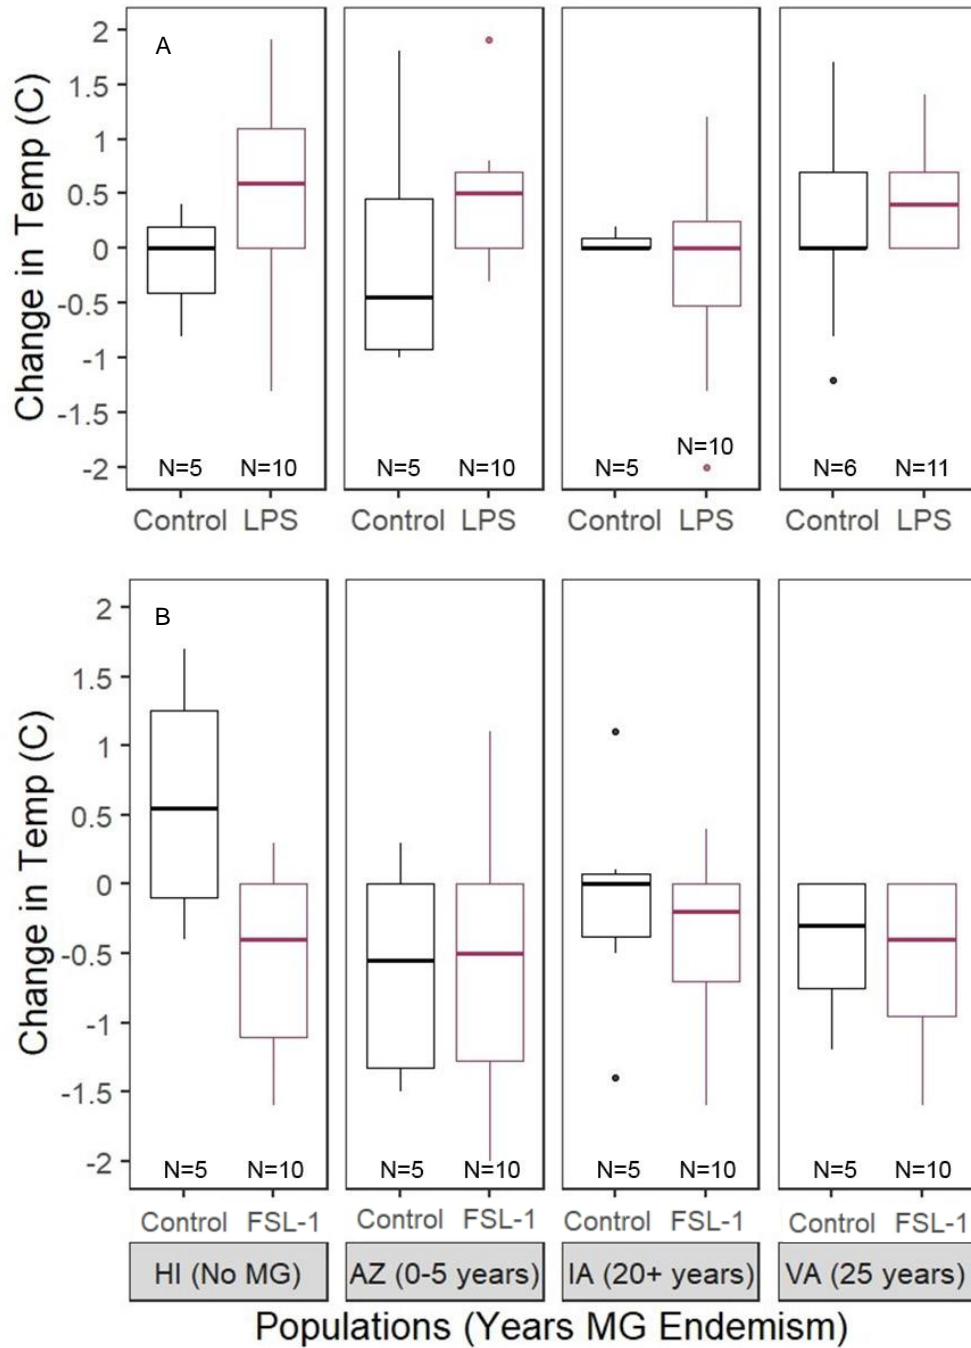 A
Change in Temp (C)
2
1.5
1
0.5
0
-0.5
-1
-1.5
-2
N=5 N=10
N=5 N=10
N=5 N=10
N=6 N=11
Control LPS
Control LPS
Control LPS
Control LPS
B
Change in Temp (C)
2
1.5
1
0.5
0
-0.5
-1
-1.5
-2
N=5 N=10
N=5 N=10
N=5 N=10
N=5 N=10
Control FSL-1
Control FSL-1
Control FSL-1
Control FSL-1
HI (No MG)
AZ (0-5 years)
IA (20+ years)
VA (25 years)
Populations (Years MG Endemism)